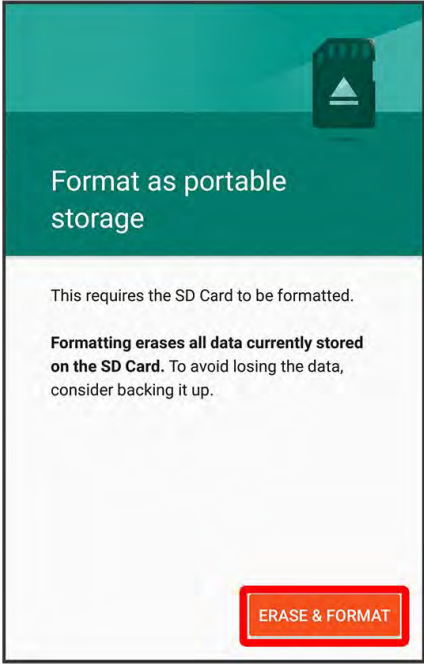 Format as portable
storage
This requires the SD Card to be formatted.
Formatting erases all data currently stored
on the SD Card. To avoid losing the data,
consider backing it up.
ERASE & FORMAT